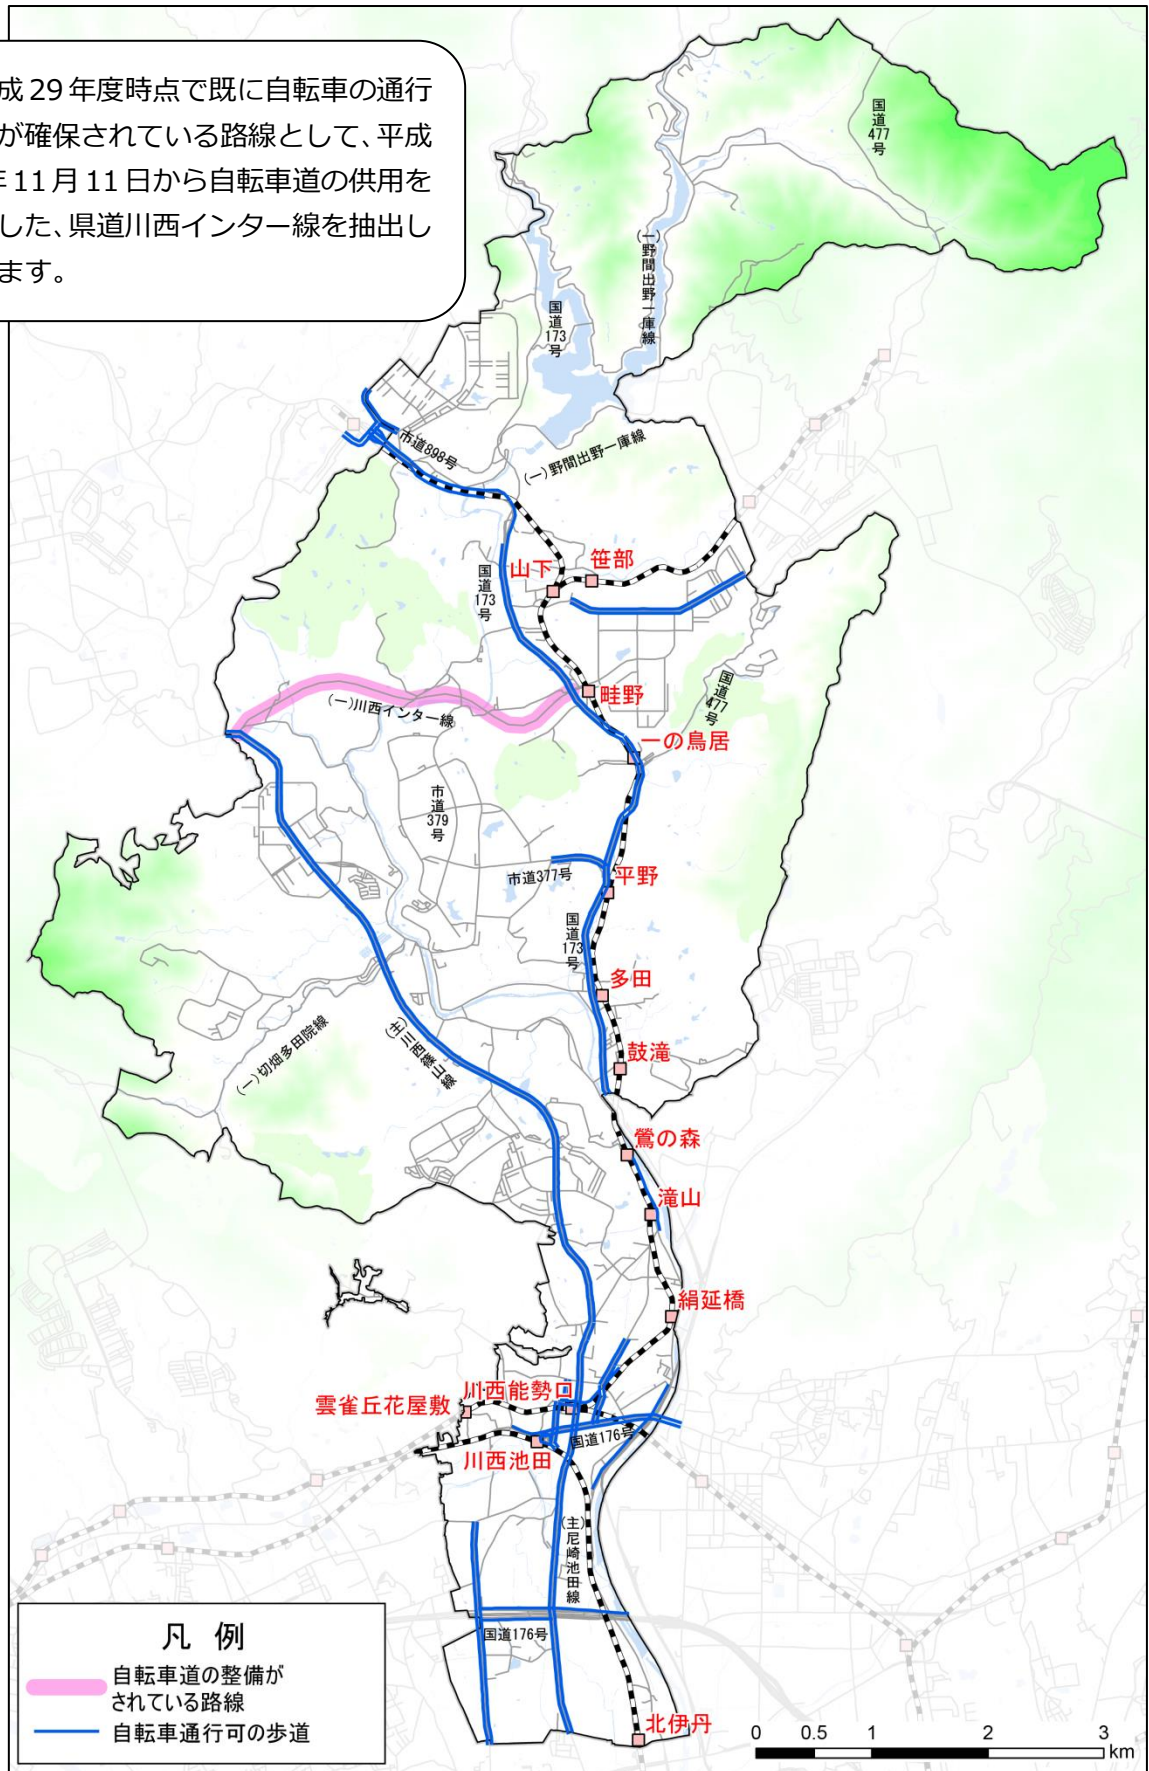 成29年度時点で既に自転車の通行
が確保されている路線として、平成
年11月11日から自転車道の供用を
した、県道川西インター線を抽出し
ます。
国道477号
(一)野間出野一庫線
国道173号
市道898号
(一)野間出野一庫線
笹部
山下
国道173号
畦野
国道477号
(一)川西インター線
一の鳥居
市道379号
市道377号
平野
国道173号
多田
(一)切畑多田院線
(主)川西篠山線
鼓滝
鶯の森
滝山
絹延橋
川西能勢口
雲雀丘花屋敷
国道176号
川西池田
(主)尼崎池田線
国道176号
北伊丹
凡 例
自転車道の整備が
されている路線
自転車通行可の歩道
0 0.5 1 2 3
km